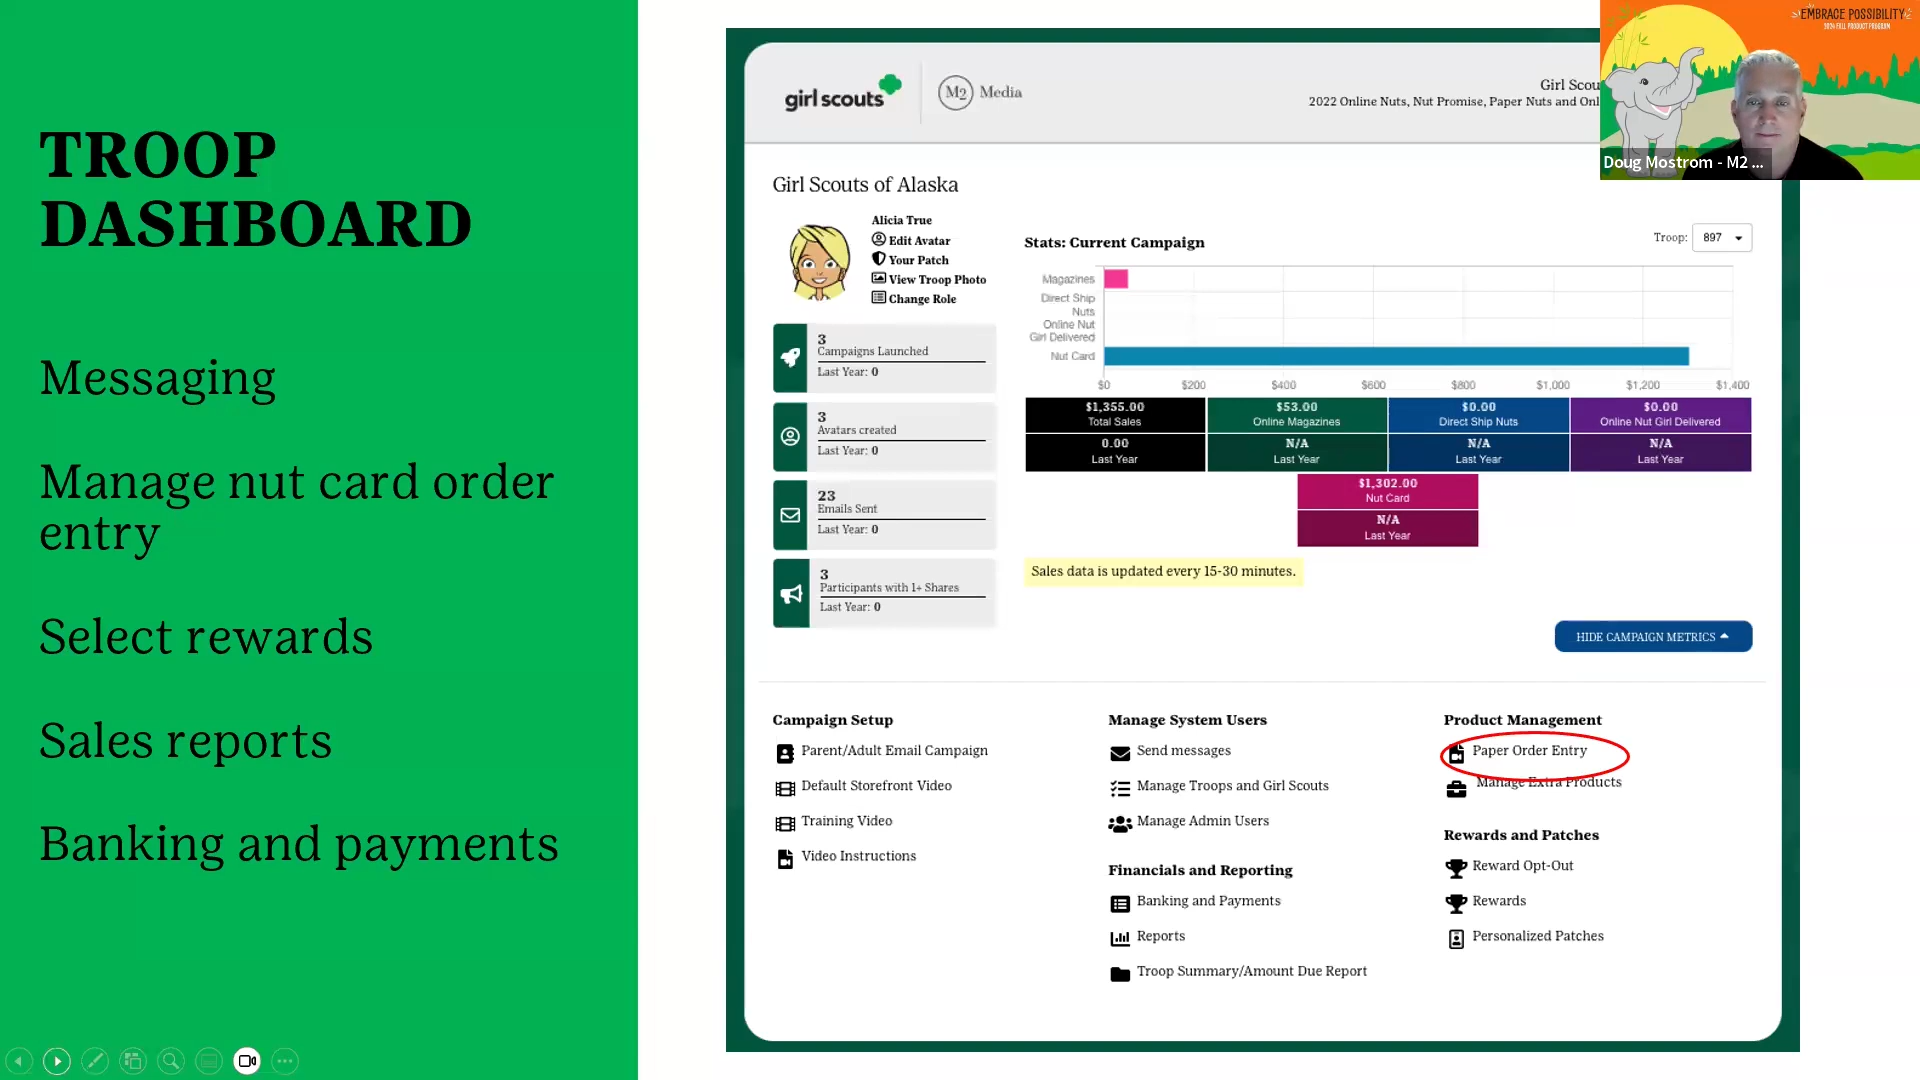 TROOP
DASHBOARD
Messaging
Manage nut card order
entry
Select rewards
Sales reports
Banking and payments
girl scouts
M2 Media
Girl Scou
2022 Online Nuts, Nut Promise, Paper Nuts and Onl
EMBRACE POSSIBILITY
2024 FALL PRODUCT PROGRAM
Doug Mostrom - M2 ...
Girl Scouts of Alaska
Alicia True
Edit Avatar
Your Patch
View Troop Photo
Change Role
3
Campaigns Launched
Last Year: 0
3
Avatars created
Last Year: 0
23
Emails Sent
Last Year: 0
3
Participants with 1+ Shares
Last Year: 0
Stats: Current Campaign
Troop: 897
Magazines
Direct Ship
Nuts
Online Nut
Girl Delivered
Nut Card
$0 $200 $400 $600 $800 $1,000 $1,200 $1,400
$1,355.00 $53.00 $0.00 $0.00
Total Sales Online Magazines Direct Ship Nuts Online Nut Girl Delivered
0.00 N/A N/A N/A
Last Year Last Year Last Year Last Year
$1,302.00
Nut Card
N/A
Last Year
Sales data is updated every 15-30 minutes.
HIDE CAMPAIGN METRICS
Campaign Setup
Parent/Adult Email Campaign
Default Storefront Video
Training Video
Video Instructions
Manage System Users
Send messages
Manage Troops and Girl Scouts
Manage Admin Users
Financials and Reporting
Banking and Payments
Reports
Troop Summary/Amount Due Report
Product Management
Paper Order Entry
Manage Extra Products
Rewards and Patches
Reward Opt-Out
Rewards
Personalized Patches